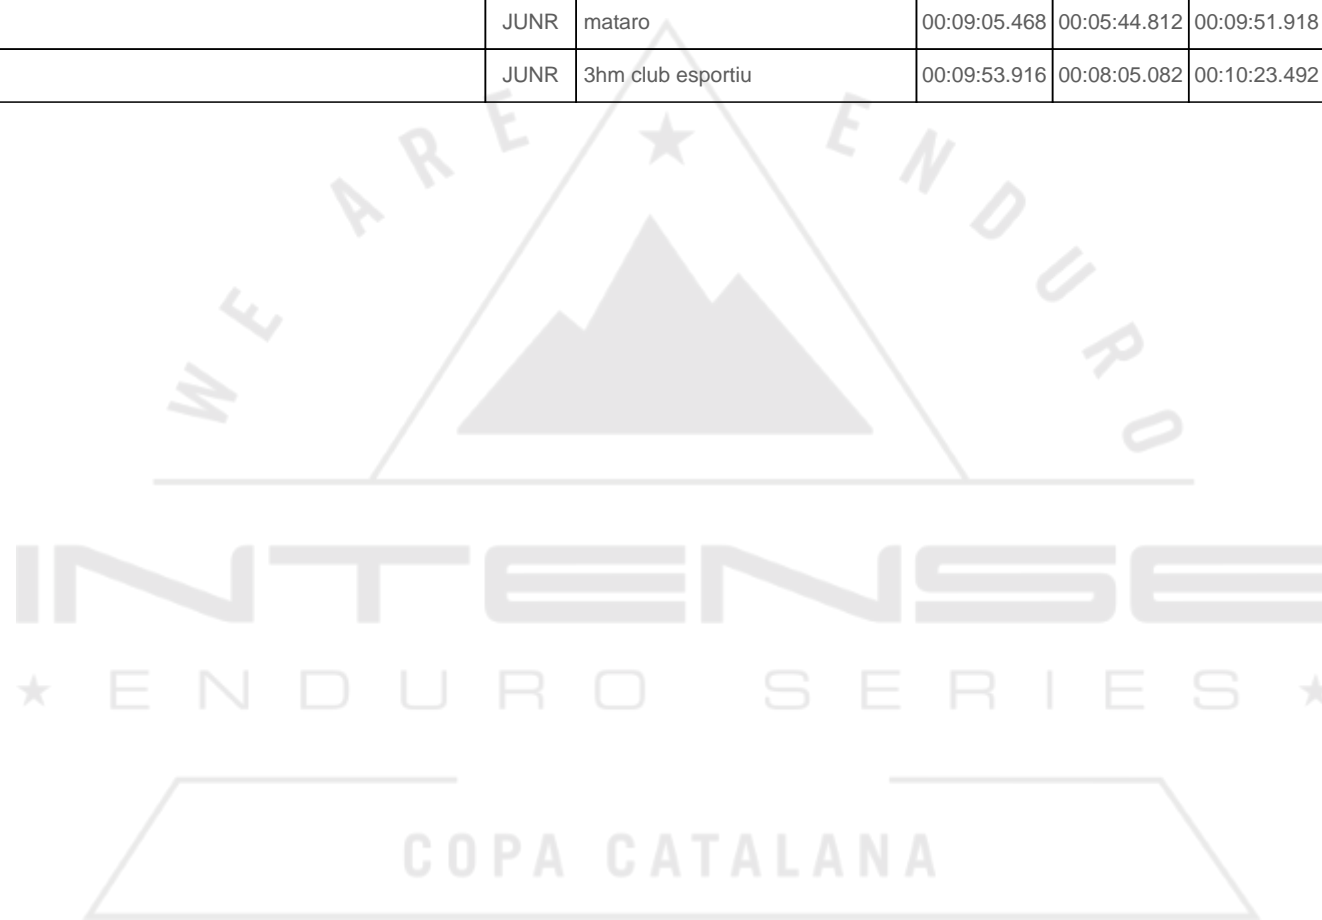 JUNR mataro 00:09:05.468 00:05:44.812 00:09:51.918
JUNR 3hm club esportiu 00:09:53.916 00:08:05.082 00:10:23.492
WE ARE ENDURO
INTENSE
★ ENDURO SERIES ★
COPA CATALANA